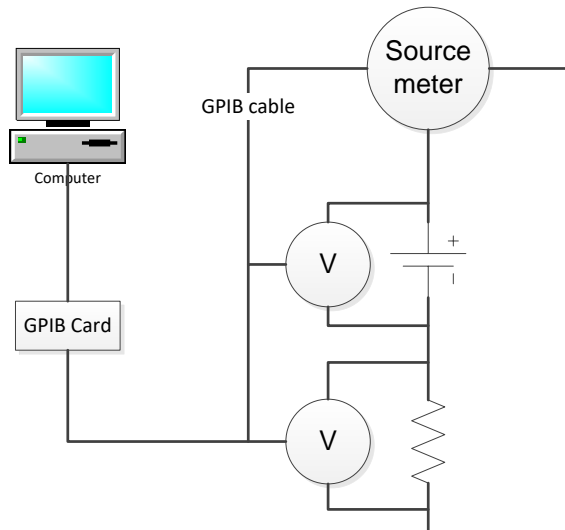 Source
meter
GPIB cable
Computer
V
+
-
GPIB Card
V